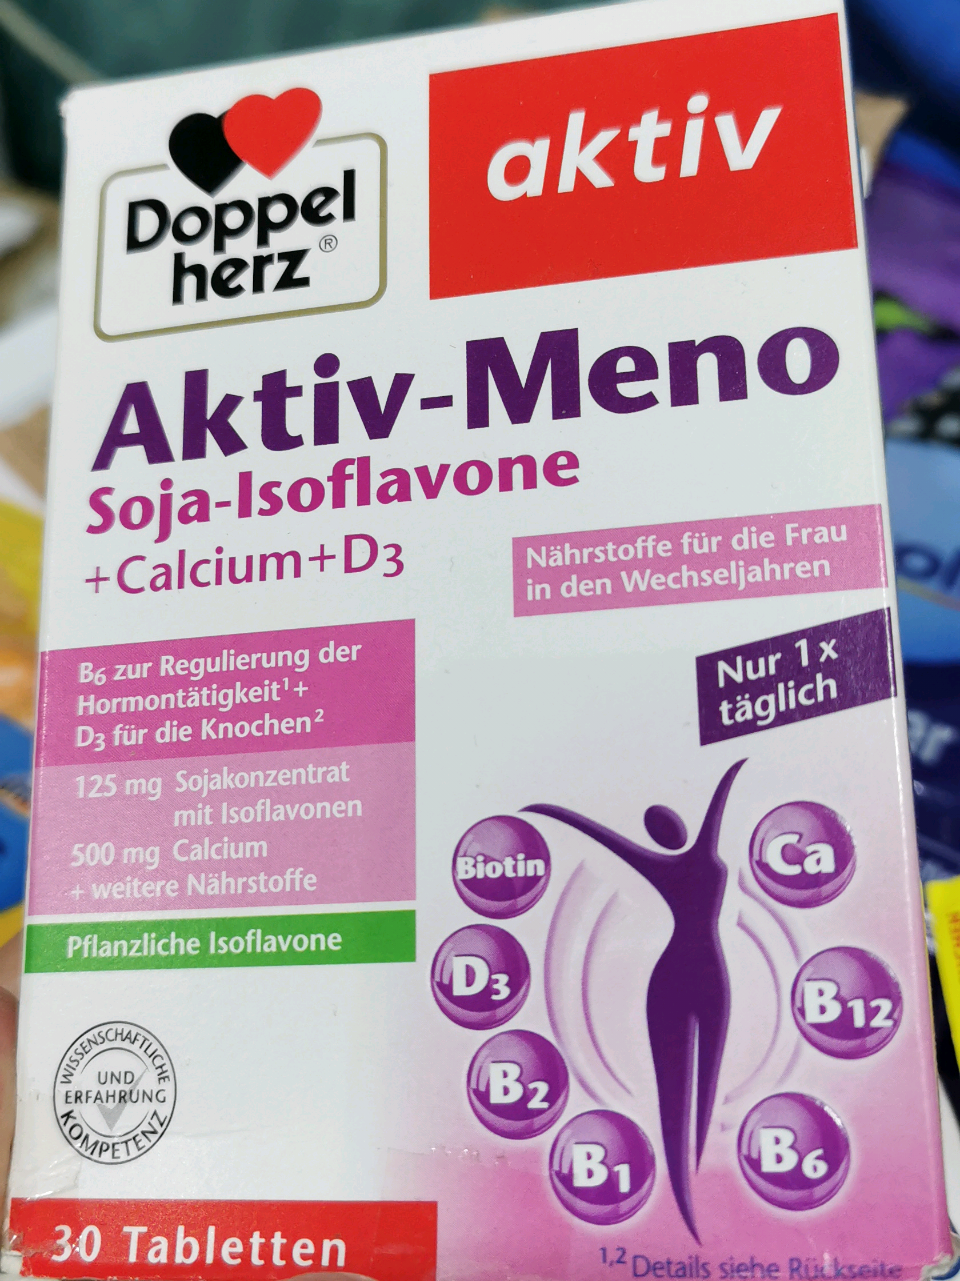 Doppel
herz®
aktiv
Aktiv-Meno
Soja-Isoflavone
+Calcium+D3
Nährstoffe für die Frau
in den Wechseljahren
B6 zur Regulierung der
Hormontätigkeit¹+
D3 für die Knochen²
Nur 1x
täglich
125 mg Sojakonzentrat
mit Isoflavonen
500 mg Calcium
+ weitere Nährstoffe
Pflanzliche Isoflavone
Biotin
Ca
D3
B12
B2
B1
B6
WISSENSCHAFTLICHE
UND
ERFAHRUNG
KOMPETENZ
30 Tabletten
1,2 Details siehe Rückseite